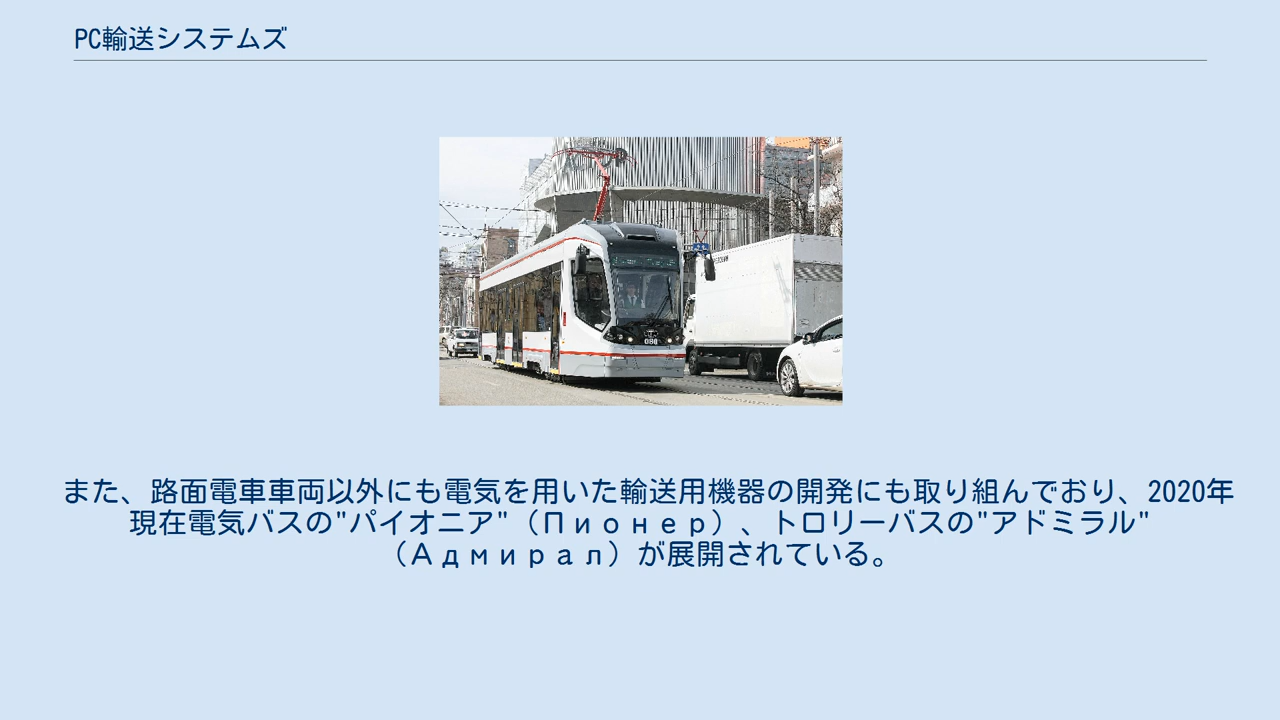 PC輸送システムズ
088
また、路面電車車両以外にも電気を用いた輸送用機器の開発にも取り組んでおり、2020年
現在電気バスの"パイオニア"（Пионер）、トロリーバスの"アドミラル"
（Адмирал）が展開されている。